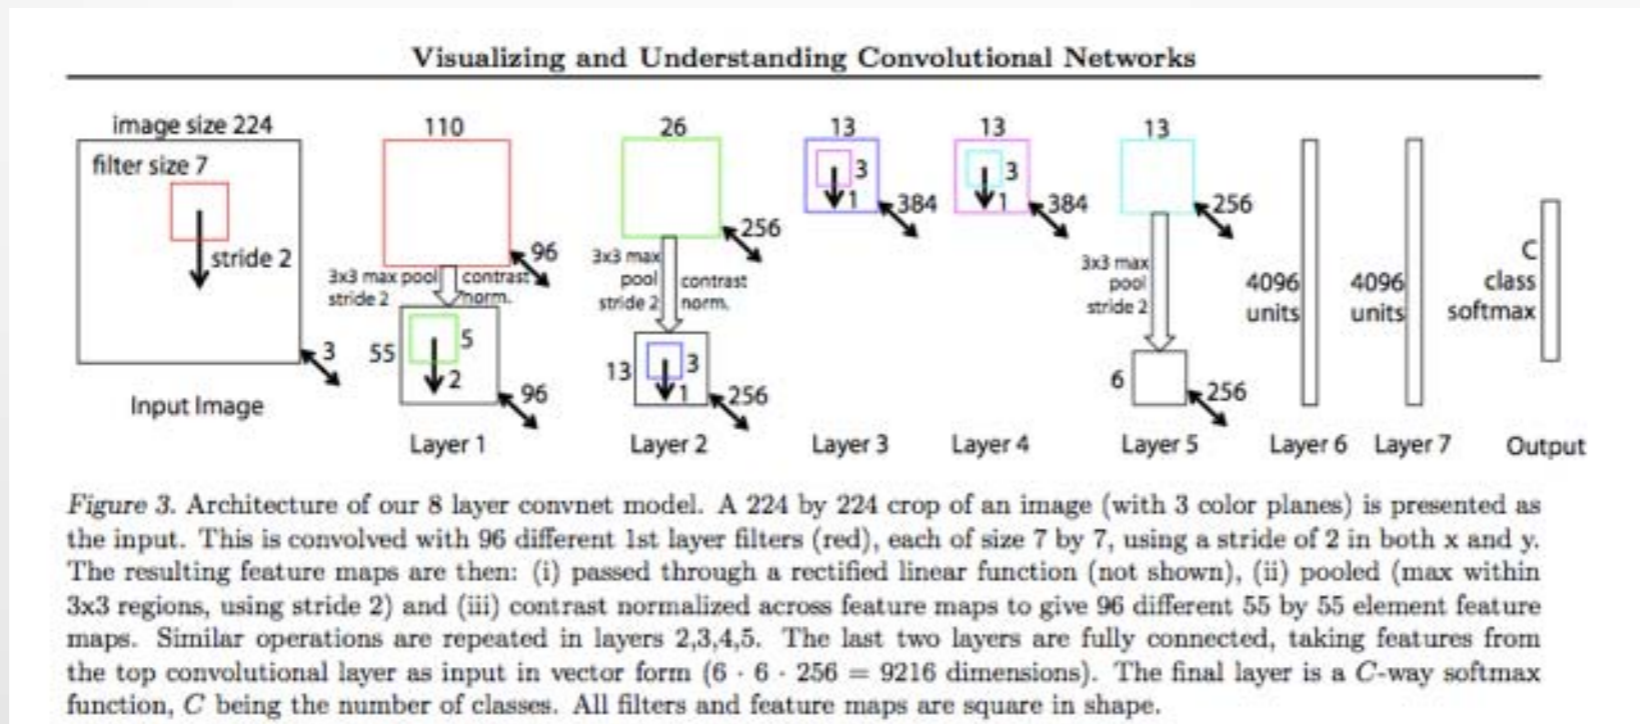 Visualizing and Understanding Convolutional Networks
image size 224
filter size 7
stride 2
3
Input Image
110
96
3x3 max pool
stride 2
contrast
norm.
55
5
2
96
Layer 1
26
256
3x3 max
pool
stride 2
contrast
norm.
13
3
1
256
Layer 2
13
3
1
384
Layer 3
13
3
1
384
Layer 4
13
256
3x3 max
pool
stride 2
6
256
Layer 5
4096
units
Layer 6
4096
units
Layer 7
C
class
softmax
Output
Figure 3. Architecture of our 8 layer convnet model. A 224 by 224 crop of an image (with 3 color planes) is presented as
the input. This is convolved with 96 different 1st layer filters (red), each of size 7 by 7, using a stride of 2 in both x and y.
The resulting feature maps are then: (i) passed through a rectified linear function (not shown), (ii) pooled (max within
3x3 regions, using stride 2) and (iii) contrast normalized across feature maps to give 96 different 55 by 55 element feature
maps. Similar operations are repeated in layers 2,3,4,5. The last two layers are fully connected, taking features from
the top convolutional layer as input in vector form (6 · 6 · 256 = 9216 dimensions). The final layer is a C-way softmax
function, C being the number of classes. All filters and feature maps are square in shape.